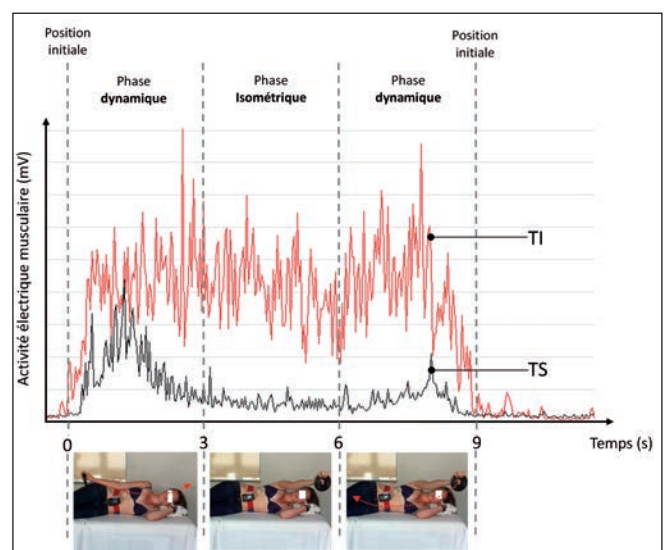 Position
initiale
Position
initiale
Phase
dynamique
Phase
Isométrique
Phase
dynamique
Activité électrique musculaire (mV)
TI
TS
0
3
6
9
Temps (s)